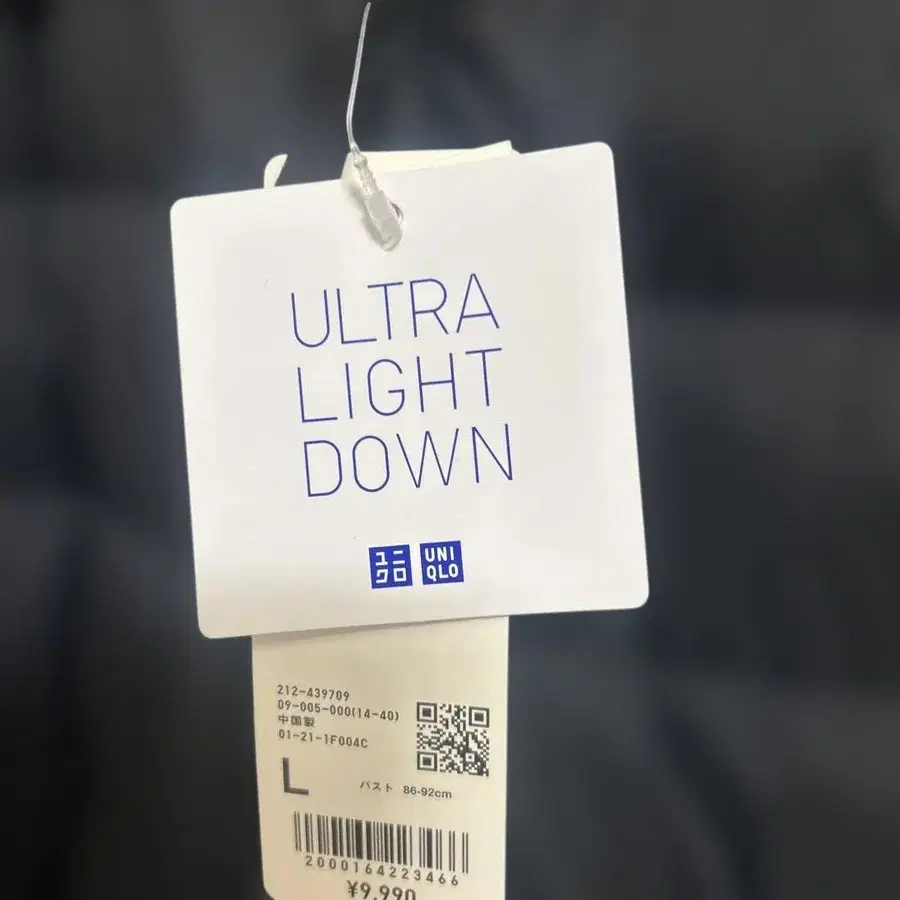 ULTRA
LIGHT
DOWN
ユニ
クロ
UNI
QLO
212-439709
09-005-000(14-40)
中国製
01-21-1F004C
L バスト 86-92cm
2000164223466
¥9,990